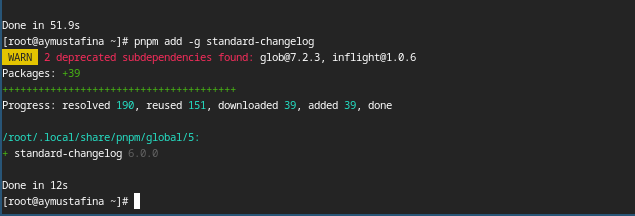 Done in 51.9s
[root@aymustafina ~]# pnpm add -g standard-changelog
WARN 2 deprecated subdependencies found: glob@7.2.3, inflight@1.0.6
Packages: +39
+++++++++++++++++++++++++++++++++++++++
Progress: resolved 190, reused 151, downloaded 39, added 39, done
/root/.local/share/pnpm/global/5:
+ standard-changelog 6.0.0
Done in 12s
[root@aymustafina ~]#